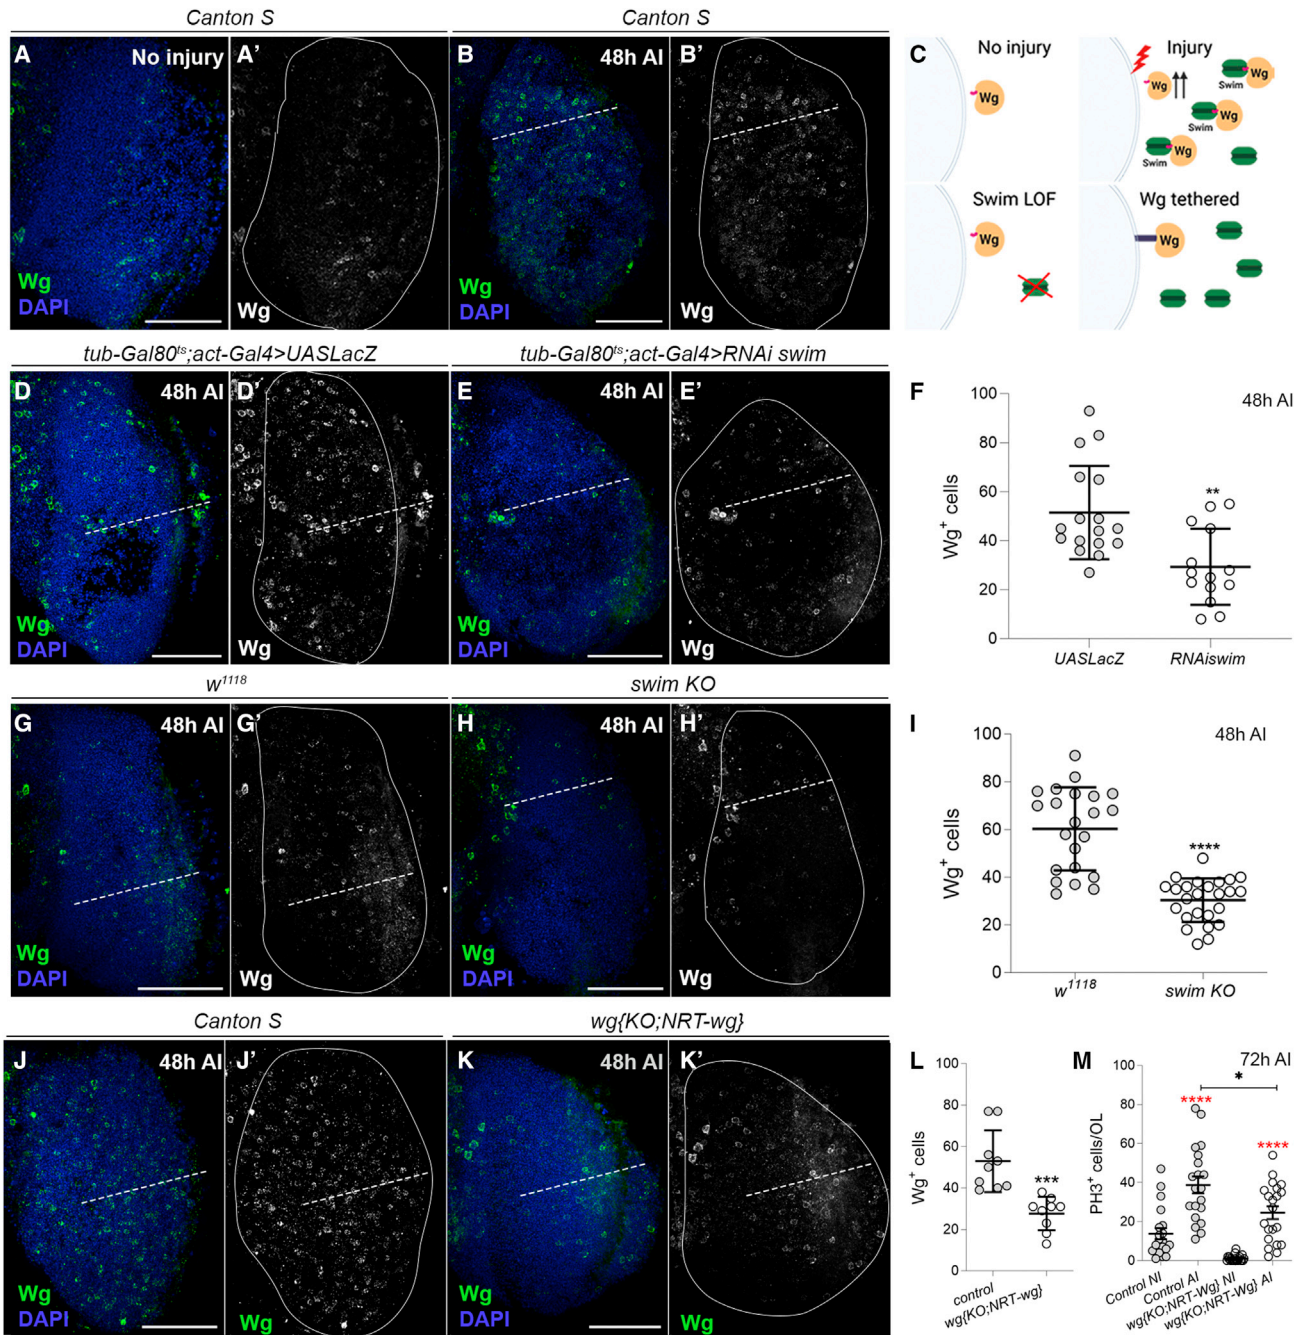 Canton S
Canton S
A
No injury
A'
B
48h AI
B'
C
Wg
DAPI
Wg
Wg
DAPI
Wg
No injury
Wg
Injury
Wg
Swim
Wg
Swim
Wg
Swim
Wg
Swim LOF
Wg
Wg tethered
Wg
tub-Gal80ts;act-Gal4>UASLacZ
tub-Gal80ts;act-Gal4>RNAi swim
D
48h AI
D'
E
48h AI
E'
Wg
DAPI
Wg
Wg
DAPI
Wg
F
48h AI
Wg+ cells
100
80
60
40
20
0
**
UASLacZ
RNAiswim
w1118
swim KO
G
48h AI
G'
H
48h AI
H'
Wg
DAPI
Wg
Wg
DAPI
Wg
I
48h AI
Wg+ cells
100
80
60
40
20
0
****
w1118
swim KO
Canton S
wg{KO;NRT-wg}
J
48h AI
J'
K
48h AI
K'
Wg
DAPI
Wg
Wg
DAPI
Wg
L
Wg+ cells
100
80
60
40
20
0
***
control
wg{KO;NRT-wg}
M
72h AI
PH3+ cells/OL
100
80
60
40
20
0
*
****
****
Control NI
Control AI
wg{KO;NRT-Wg} NI
wg{KO;NRT-Wg} AI